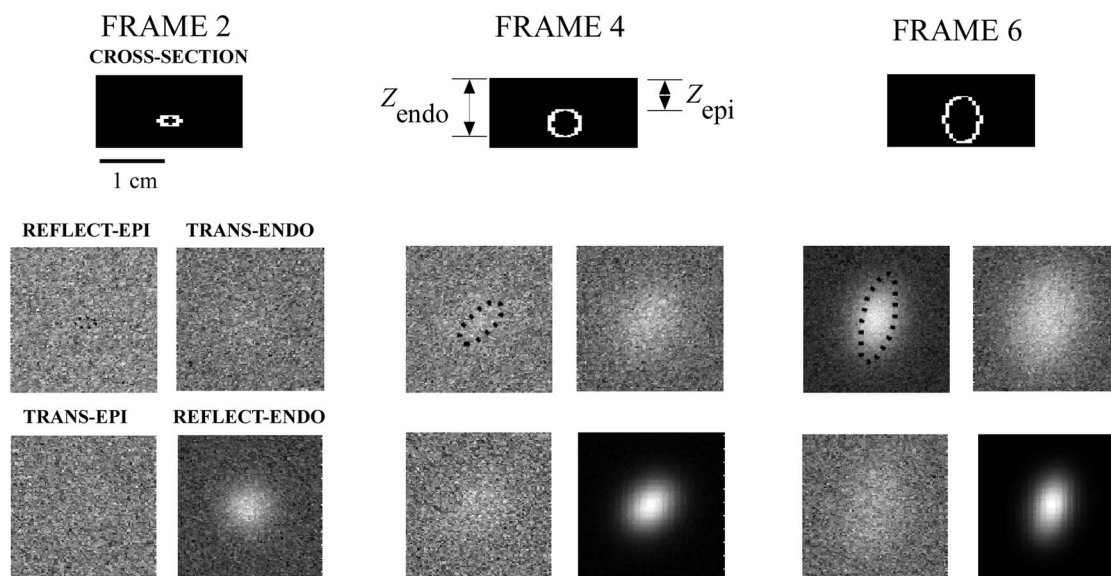 FRAME 2
FRAME 4
FRAME 6
CROSS-SECTION
Zendo
Zepi
1 cm
REFLECT-EPI
TRANS-ENDO
TRANS-EPI
REFLECT-ENDO